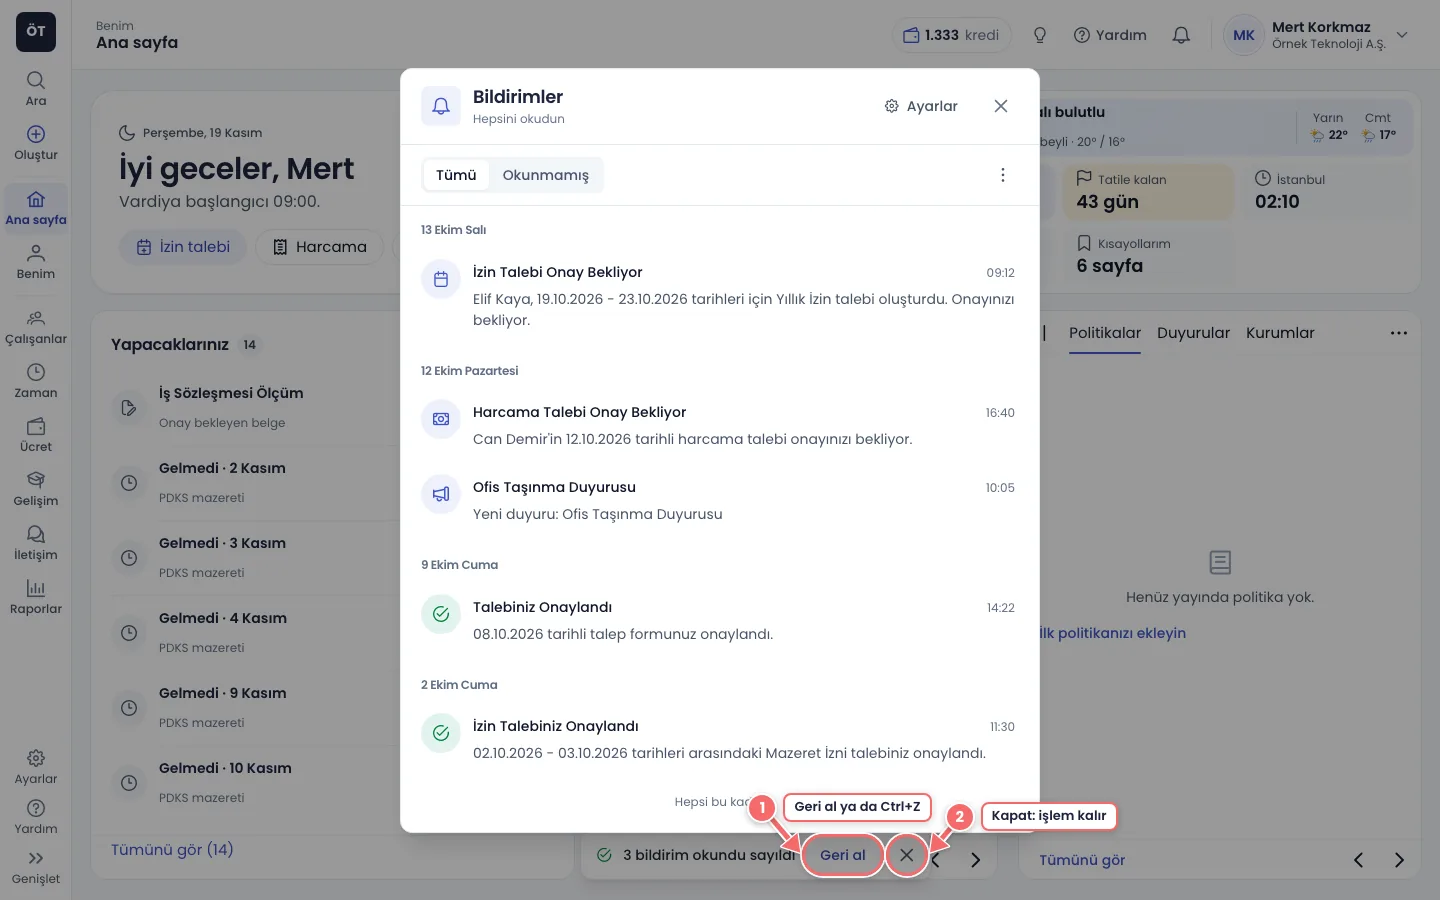 ÖT
Ara
Oluştur
Ana sayfa
Benim
Çalışanlar
Zaman
Ücret
Gelişim
İletişim
Raporlar
Ayarlar
Yardım
Genişlet
Benim
Ana sayfa
1.333 kredi
Yardım
MK
Mert Korkmaz
Örnek Teknoloji A.Ş.
Perşembe, 19 Kasım
İyi geceler, Mert
Vardiya başlangıcı 09:00.
İzin talebi
Harcama
bulutlu
20° / 16°
Yarın
22°
Cmt
17°
Tatile kalan
43 gün
İstanbul
02:10
Kısayollarım
6 sayfa
Yapacaklarınız 14
İş Sözleşmesi Ölçüm
Onay bekleyen belge
Gelmedi · 2 Kasım
PDKS mazereti
Gelmedi · 3 Kasım
PDKS mazereti
Gelmedi · 4 Kasım
PDKS mazereti
Gelmedi · 9 Kasım
PDKS mazereti
Gelmedi · 10 Kasım
PDKS mazereti
Tümünü gör (14)
Bildirimler
Hepsini okudun
Ayarlar
Tümü
Okunmamış
13 Ekim Salı
İzin Talebi Onay Bekliyor
09:12
Elif Kaya, 19.10.2026 - 23.10.2026 tarihleri için Yıllık İzin talebi oluşturdu. Onayınızı
bekliyor.
12 Ekim Pazartesi
Harcama Talebi Onay Bekliyor
16:40
Can Demir'in 12.10.2026 tarihli harcama talebi onayınızı bekliyor.
Ofis Taşınma Duyurusu
10:05
Yeni duyuru: Ofis Taşınma Duyurusu
9 Ekim Cuma
Talebiniz Onaylandı
14:22
08.10.2026 tarihli talep formunuz onaylandı.
2 Ekim Cuma
İzin Talebiniz Onaylandı
11:30
02.10.2026 - 03.10.2026 tarihleri arasındaki Mazeret İzni talebiniz onaylandı.
Hepsi bu
1
Geri al ya da Ctrl+Z
2
Kapat: işlem kalır
3 bildirim okundu sayıldı
Geri al
Politikalar
Duyurular
Kurumlar
Henüz yayında politika yok.
İlk politikanızı ekleyin
Tümünü gör